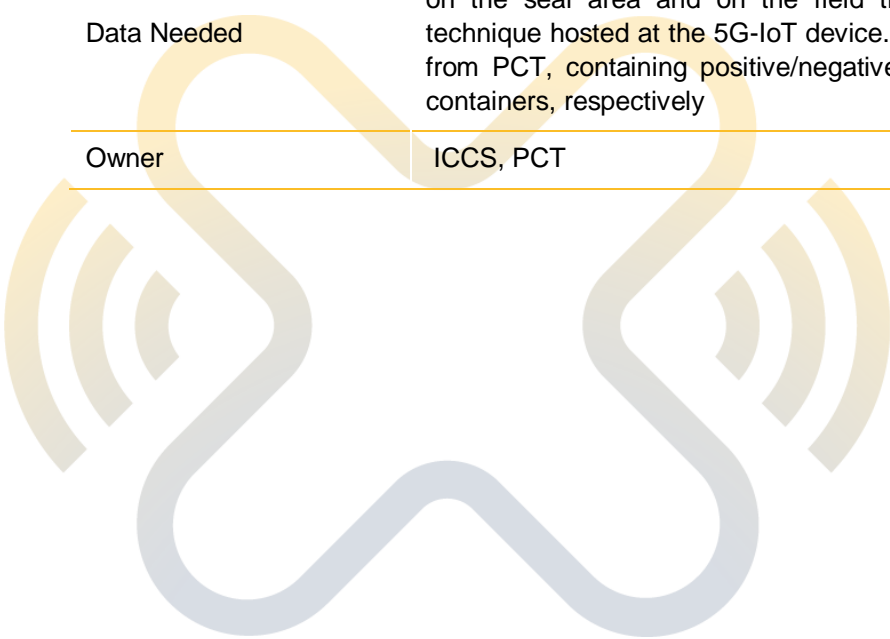 on the seal area and on the field
Data Needed technique hosted at the 5G-IoT device.
from PCT, containing positive/negative
containers, respectively
Owner ICCS, PCT